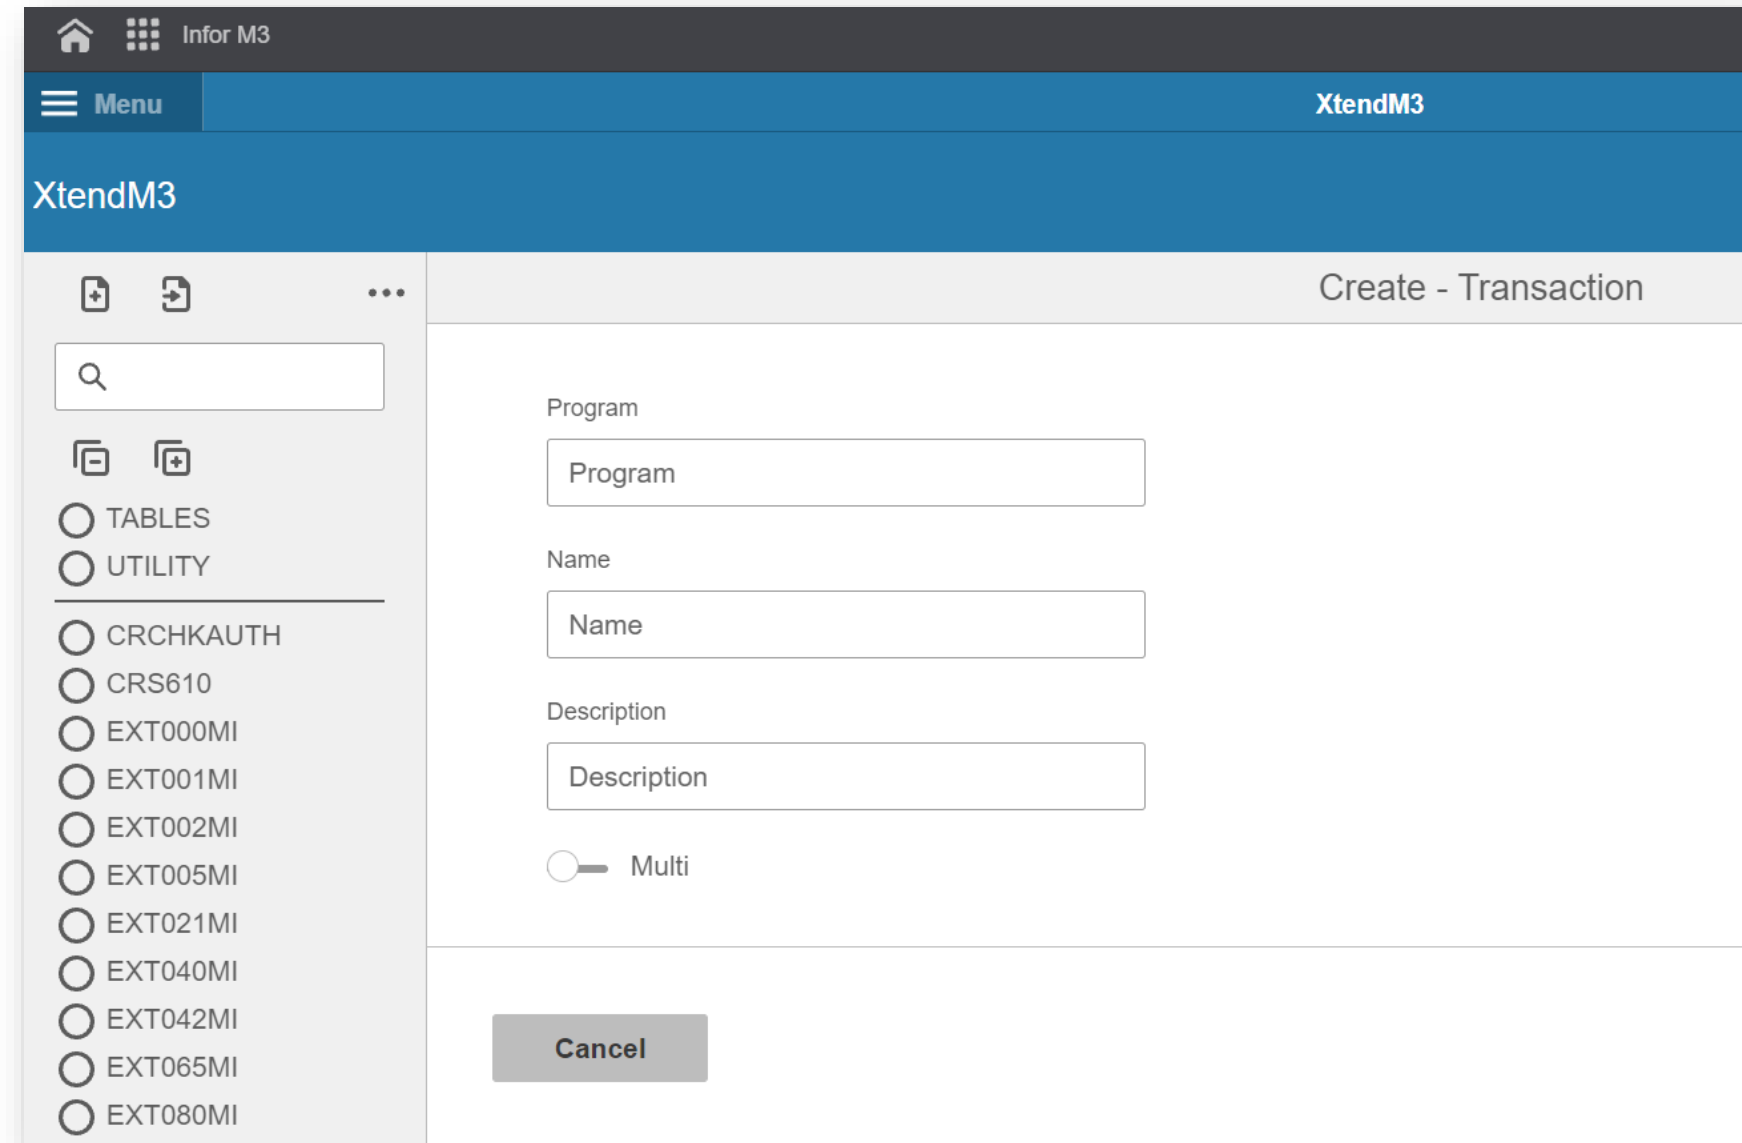 Infor M3
Menu
XtendM3
XtendM3
Create - Transaction
TABLES
UTILITY
CRCHKAUTH
CRS610
EXT000MI
EXT001MI
EXT002MI
EXT005MI
EXT021MI
EXT040MI
EXT042MI
EXT065MI
EXT080MI
Program
Program
Name
Name
Description
Description
Multi
Cancel